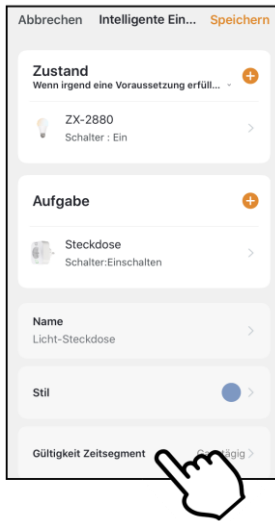 Abbrechen Intelligente Ein... Speichern
Zustand
Wenn irgend eine Voraussetzung erfüll...
ZX-2880
Schalter : Ein
Aufgabe
Steckdose
Schalter:Einschalten
Name
Licht-Steckdose
Stil
Gültigkeit Zeitsegment